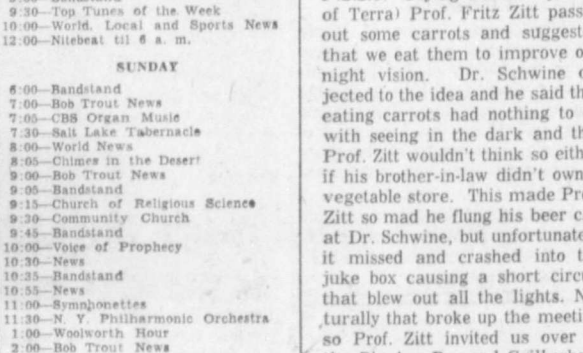 9:30—Top Tunes of the Week
10:00—World, Local and Sports News
12:00—Nitebeat til 6 a. m.
SUNDAY
6:00—Bandstand
7:00—Bob Trout News
7:05—CBS Organ Music
7:30—Salt Lake Tabernacle
8:00—World News
8:05—Chimes in the Desert
9:00—Bob Trout News
9:05—Bandstand
9:15—Church of Religious Science
9:30—Community Church
9:45—Bandstand
10:00—Voice of Prophecy
10:30—News
10:35—Bandstand
10:55—News
11:00—Symphonettes
11:30—N. Y. Philharmonic Orchestra
1:00—Woolworth Hour
2:00—Bob Trout News
of Terra) Prof. Fritz Zitt pass
out some carrots and suggest
that we eat them to improve o
night vision. Dr. Schwine
jected to the idea and he said th
eating carrots had nothing to
with seeing in the dark and th
Prof. Zitt wouldn't think so eith
if his brother-in-law didn't own
vegetable store. This made Pr
Zitt so mad he flung his beer c
at Dr. Schwine, but unfortunate
it missed and crashed into t
juke box causing a short circ
that blew out all the lights. N
turally that broke up the meeti
so Prof. Zitt invited us over